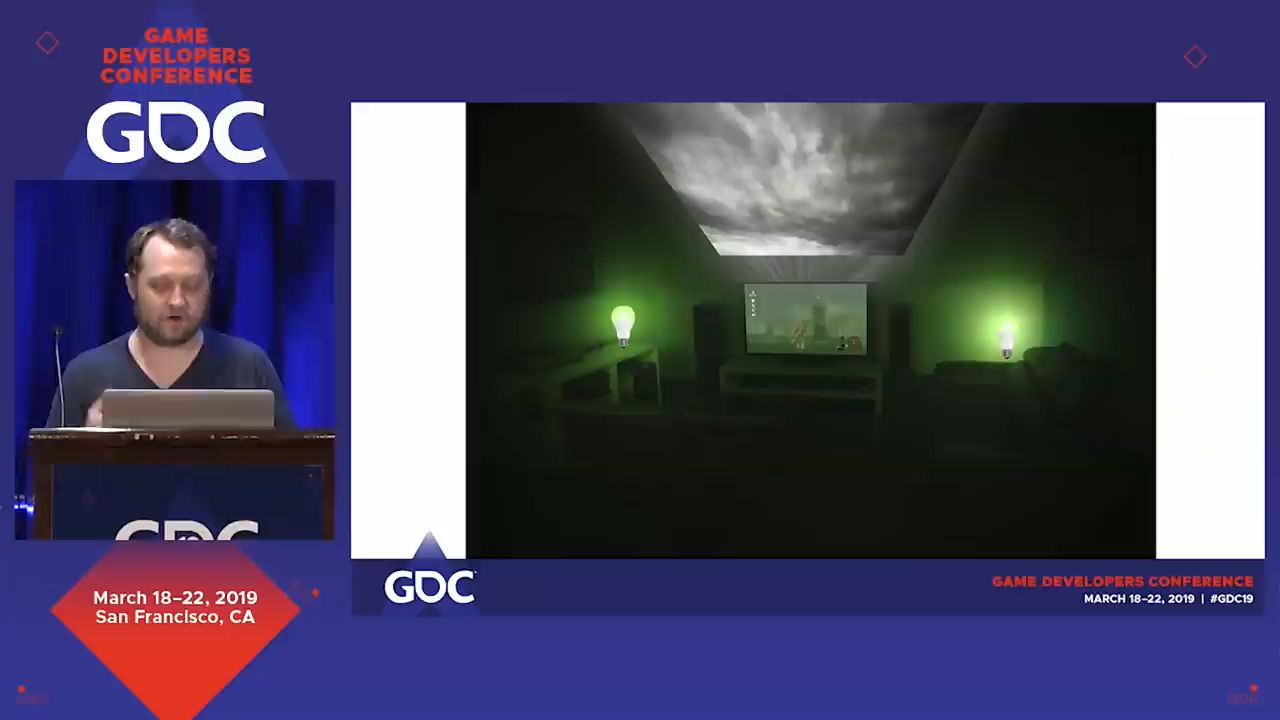 GAME
DEVELOPERS
CONFERENCE
GDC
GDC
March 18–22, 2019
San Francisco, CA
GDC
GAME DEVELOPERS CONFERENCE
MARCH 18–22, 2019 | #GDC19